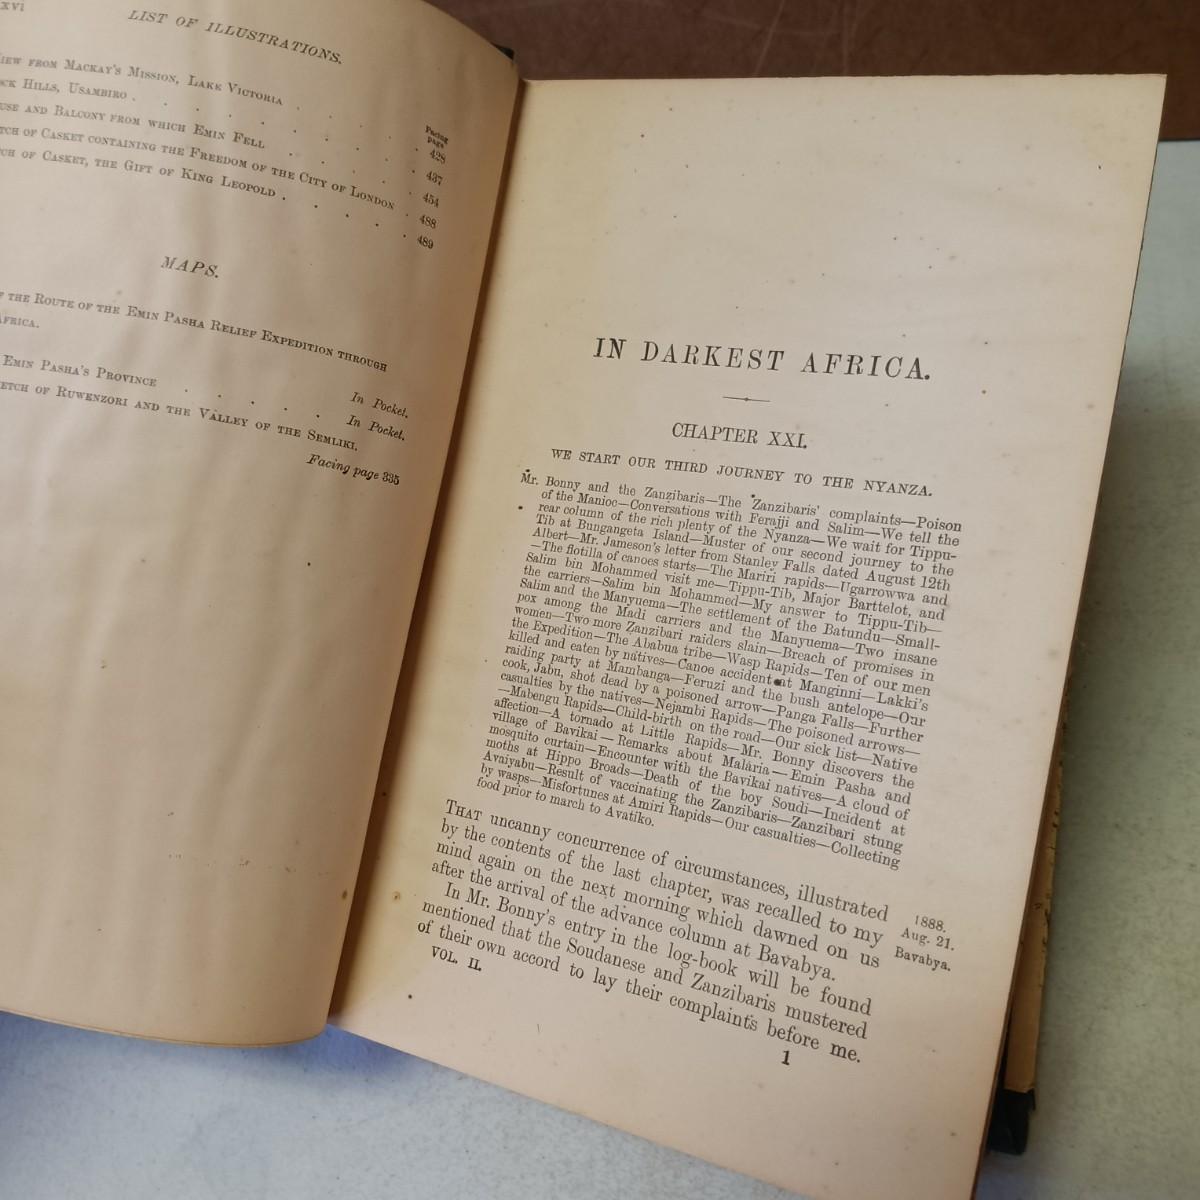 xvi
LIST OF ILLUSTRATIONS.
Facing page
VIEW FROM MACKAY'S MISSION, LAKE VICTORIA . . . . . 428
HILLS, USAMBIRO . . . . . . . 437
AND BALCONY FROM WHICH EMIN FELL . . . . . 454
OF CASKET CONTAINING THE FREEDOM OF THE CITY OF LONDON . 488
OF CASKET, THE GIFT OF KING LEOPOLD . . . . . 489
MAPS.
THE ROUTE OF THE EMIN PASHA RELIEF EXPEDITION THROUGH
AFRICA. In Pocket.
EMIN PASHA'S PROVINCE . . . . . . In Pocket.
OF RUWENZORI AND THE VALLEY OF THE SEMLIKI.
Facing page 335
IN DARKEST AFRICA.
CHAPTER XXI.
WE START OUR THIRD JOURNEY TO THE NYANZA.
Mr. Bonny and the Zanzibaris—The Zanzibaris' complaints—Poison
of the Manioc—Conversations with Ferajji and Salim—We tell the
rear column of the rich plenty of the Nyanza—We wait for Tippu-
Tib at Bungangeta Island—Muster of our second journey to the
Albert—Mr. Jameson's letter from Stanley Falls dated August 12th
—The flotilla of canoes starts—The Mariri rapids—Ugarrowwa and
Salim bin Mohammed visit me—Tippu-Tib, Major Barttelot, and
the carriers—Salim bin Mohammed—My answer to Tippu-Tib—
Salim and the Manyuema—The settlement of the Batundu—Small-
pox among the Madi carriers and the Manyuema—Two insane
women—Two more Zanzibari raiders slain—Breach of promises in
the Expedition—The Ababua tribe—Wasp Rapids—Ten of our men
killed and eaten by natives—Canoe accident at Manginni—Lakki's
raiding party at Mambanga—Feruzi and the bush antelope—Our
cook, Jabu, shot dead by a poisoned arrow—Panga Falls—Further
casualties by the natives—Nejambi Rapids—The poisoned arrows—
—Mabengu Rapids—Child-birth on the road—Our sick list—Native
affection—A tornado at Little Rapids—Mr. Bonny discovers the
village of Bavikai—Remarks about Malaria—Emin Pasha and
mosquito curtain—Encounter with the Bavikai natives—A cloud of
moths at Hippo Broads—Death of the boy Soudi—Incident at
Avaiyabu—Result of vaccinating the Zanzibaris—Zanzibari stung
by wasps—Misfortunes at Amiri Rapids—Our casualties—Collecting
food prior to march to Avatiko.
THAT uncanny concurrence of circumstances, illustrated
by the contents of the last chapter, was recalled to my
mind again on the next morning which dawned on us
after the arrival of the advance column at Bavabya.
1888.
Aug. 21.
Bavabya.
In Mr. Bonny's entry in the log-book will be found
mentioned that the Soudanese and Zanzibaris mustered
of their own accord to lay their complaints before me.
VOL. II.
1